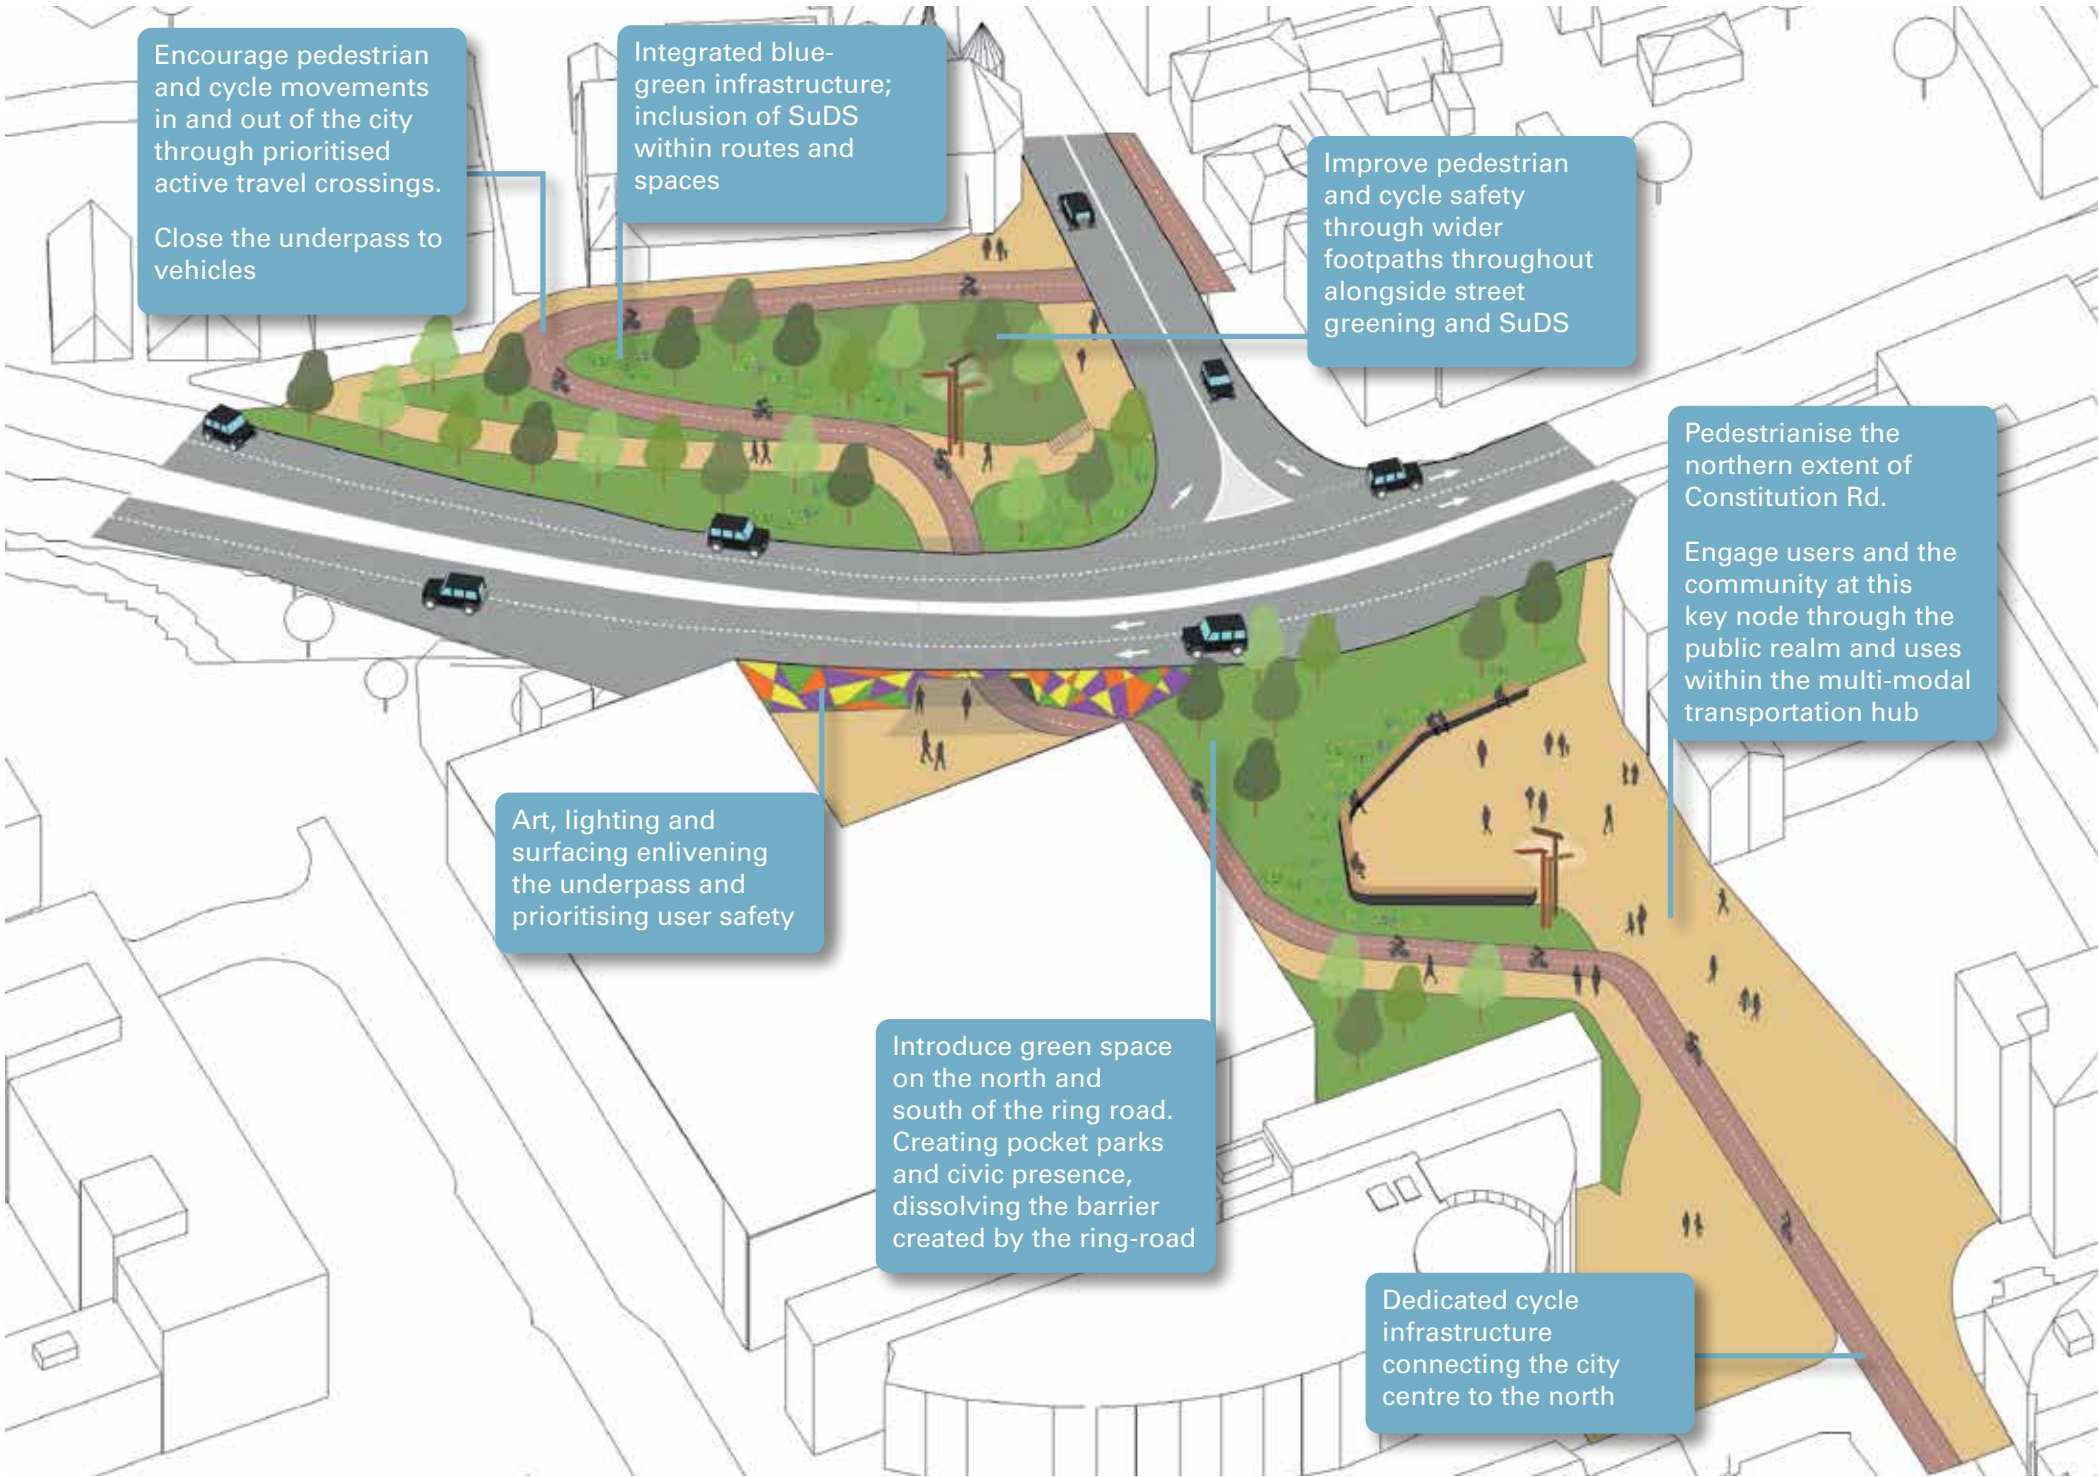 Encourage pedestrian
and cycle movements
in and out of the city
through prioritised
active travel crossings.
Close the underpass to
vehicles
Integrated blue-
green infrastructure;
inclusion of SuDS
within routes and
spaces
Improve pedestrian
and cycle safety
through wider
footpaths throughout
alongside street
greening and SuDS
Pedestrianise the
northern extent of
Constitution Rd.
Engage users and the
community at this
key node through the
public realm and uses
within the multi-modal
transportation hub
Art, lighting and
surfacing enlivening
the underpass and
prioritising user safety
Introduce green space
on the north and
south of the ring road.
Creating pocket parks
and civic presence,
dissolving the barrier
created by the ring-road
Dedicated cycle
infrastructure
connecting the city
centre to the north